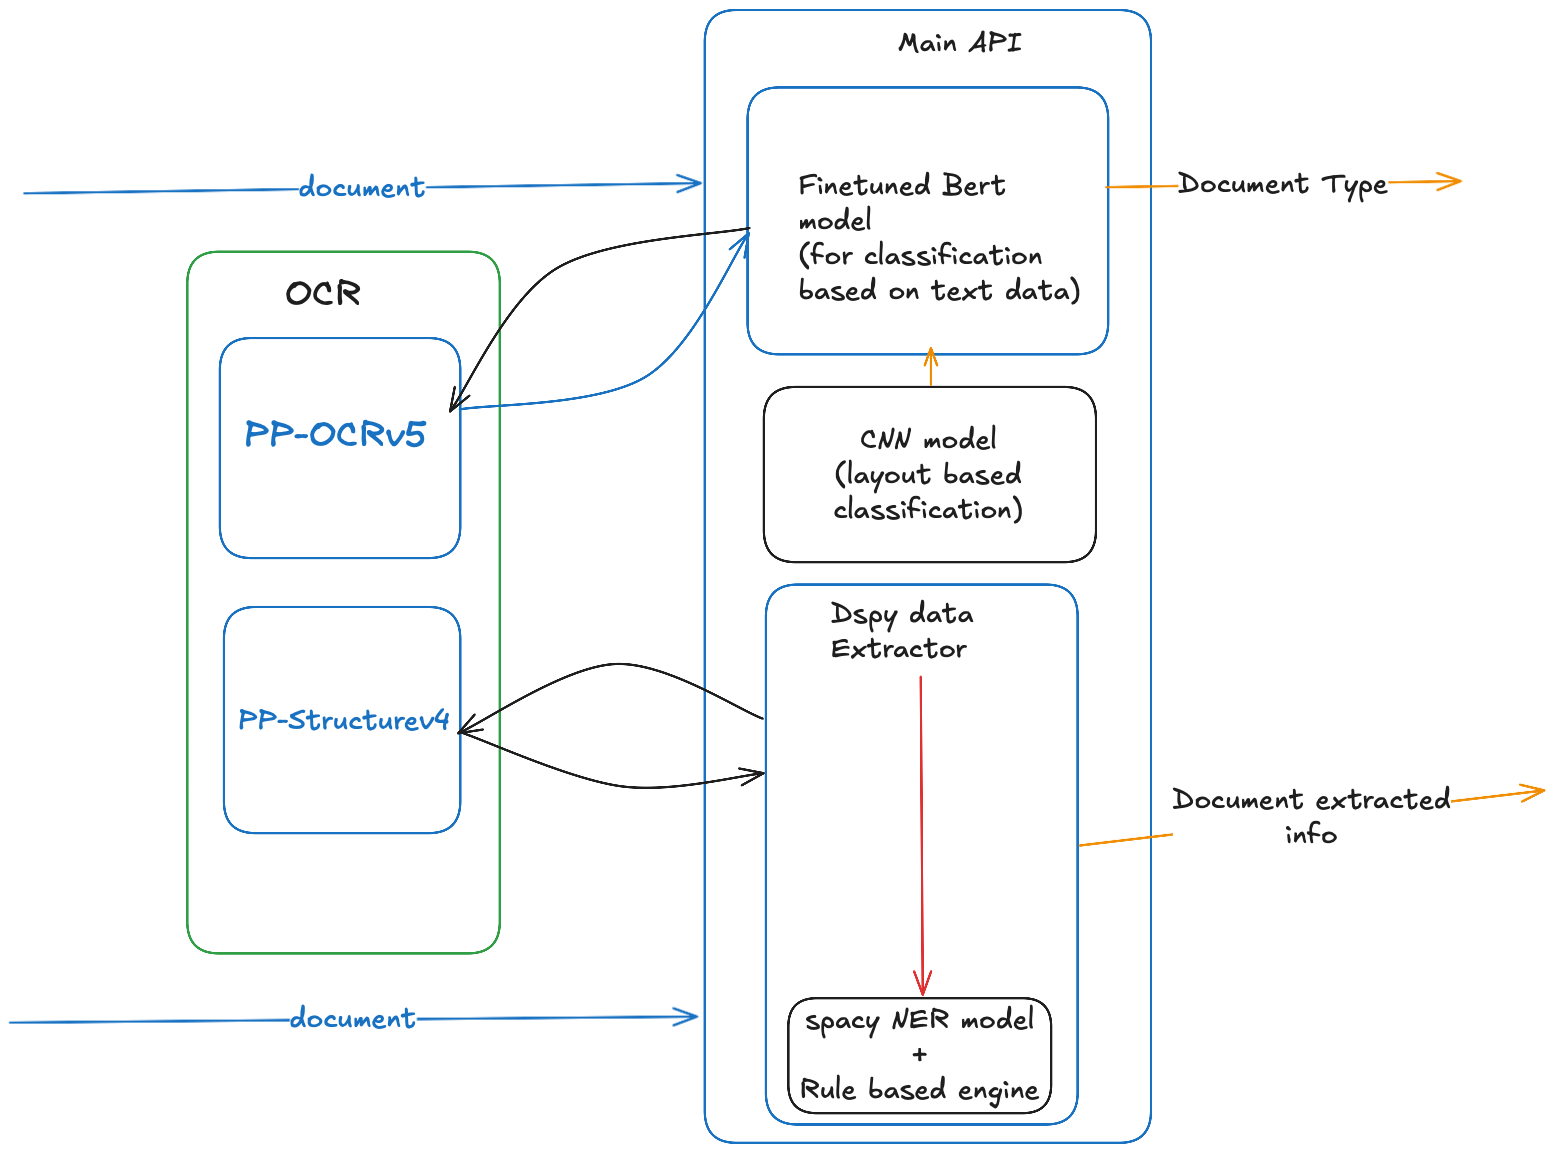 Main API
document
Finetuned Bert
model
(for classification
based on text data)
Document Type
OCR
PP-OCRv5
CNN model
(layout based
classification)
Dspy data
Extractor
PP-Structurev4
Document extracted
info
document
spacy NER model
+
Rule based engine